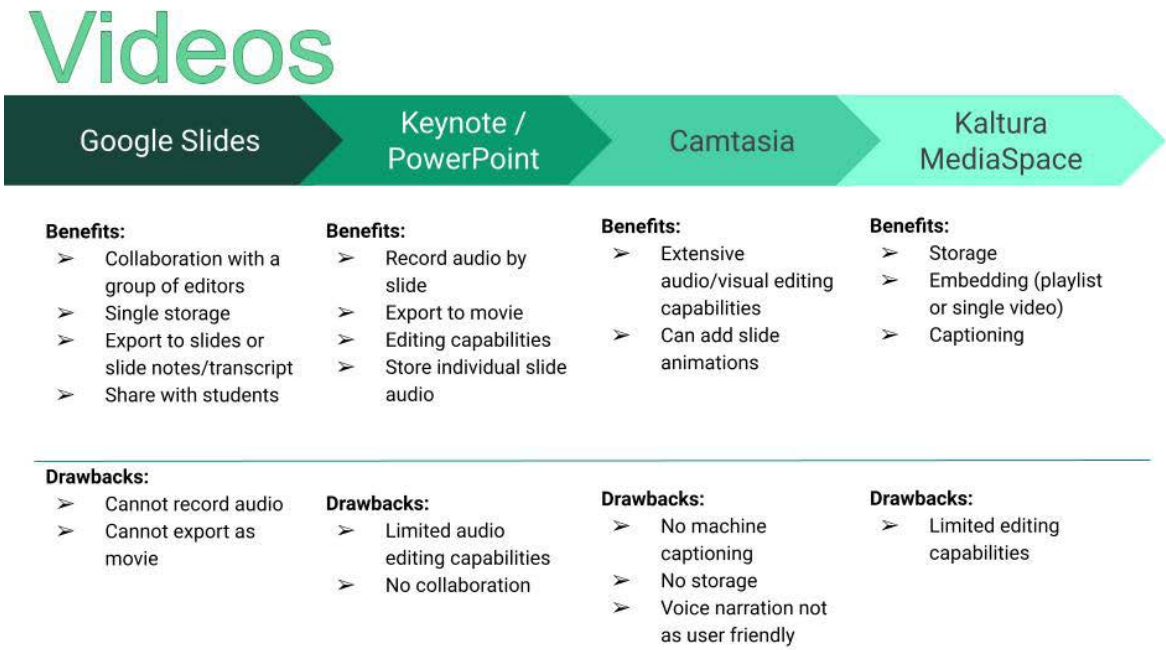 Videos
Google Slides
Keynote /
PowerPoint
Camtasia
Kaltura
MediaSpace
Benefits:
➢ Collaboration with a
group of editors
➢ Single storage
➢ Export to slides or
slide notes/transcript
➢ Share with students
Benefits:
➢ Record audio by
slide
➢ Export to movie
➢ Editing capabilities
➢ Store individual slide
audio
Benefits:
➢ Extensive
audio/visual editing
capabilities
➢ Can add slide
animations
Benefits:
➢ Storage
➢ Embedding (playlist
or single video)
➢ Captioning
Drawbacks:
➢ Cannot record audio
➢ Cannot export as
movie
Drawbacks:
➢ Limited audio
editing capabilities
➢ No collaboration
Drawbacks:
➢ No machine
captioning
➢ No storage
➢ Voice narration not
as user friendly
Drawbacks:
➢ Limited editing
capabilities